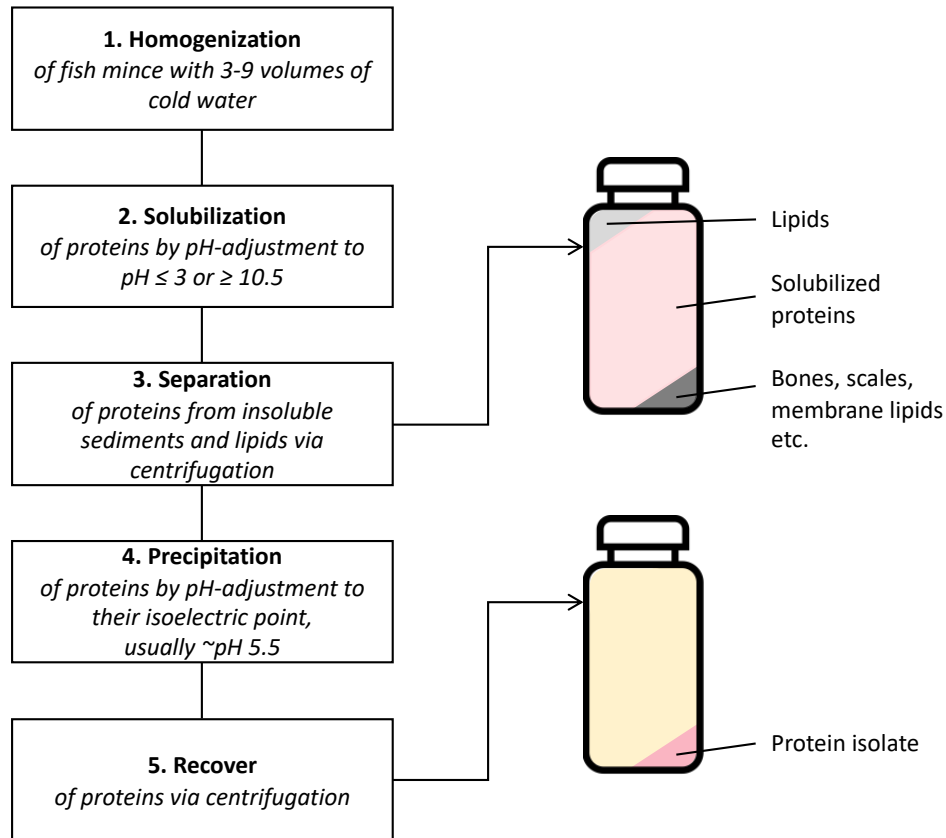 1. Homogenization
of fish mince with 3-9 volumes of
cold water
2. Solubilization
of proteins by pH-adjustment to
pH ≤ 3 or ≥ 10.5
3. Separation
of proteins from insoluble
sediments and lipids via
centrifugation
4. Precipitation
of proteins by pH-adjustment to
their isoelectric point,
usually ~pH 5.5
5. Recover
of proteins via centrifugation
Lipids
Solubilized
proteins
Bones, scales,
membrane lipids
etc.
Protein isolate